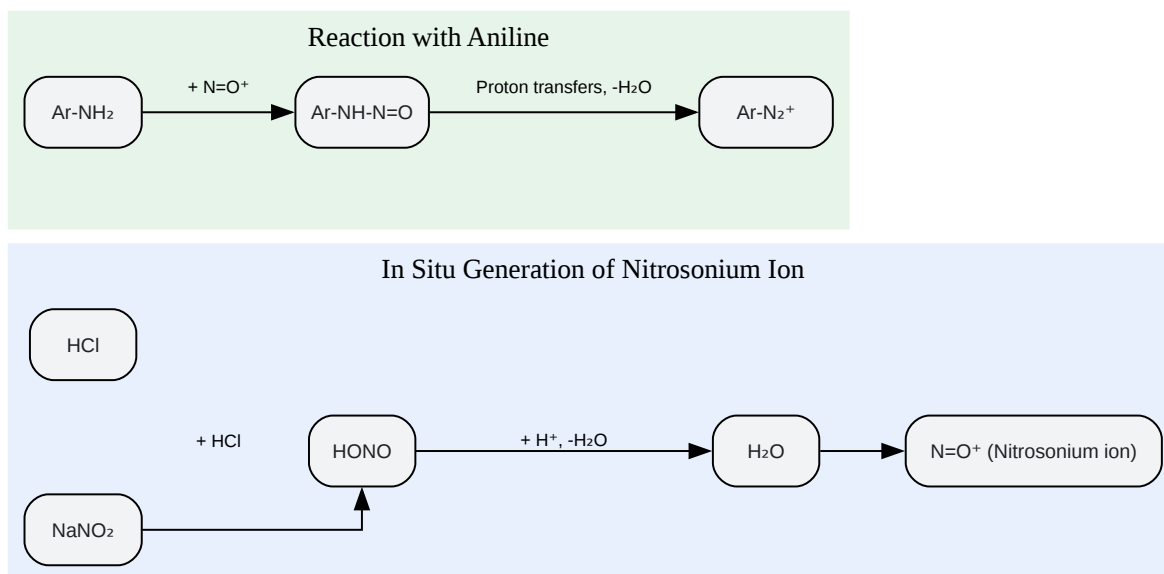 Reaction with Aniline
+ N=O⁺
Proton transfers, -H₂O
Ar-NH₂
Ar-NH-N=O
Ar-N₂⁺
In Situ Generation of Nitrosonium Ion
HCl
+ HCl
HONO
+ H⁺, -H₂O
H₂O
N=O⁺ (Nitrosonium ion)
NaNO₂